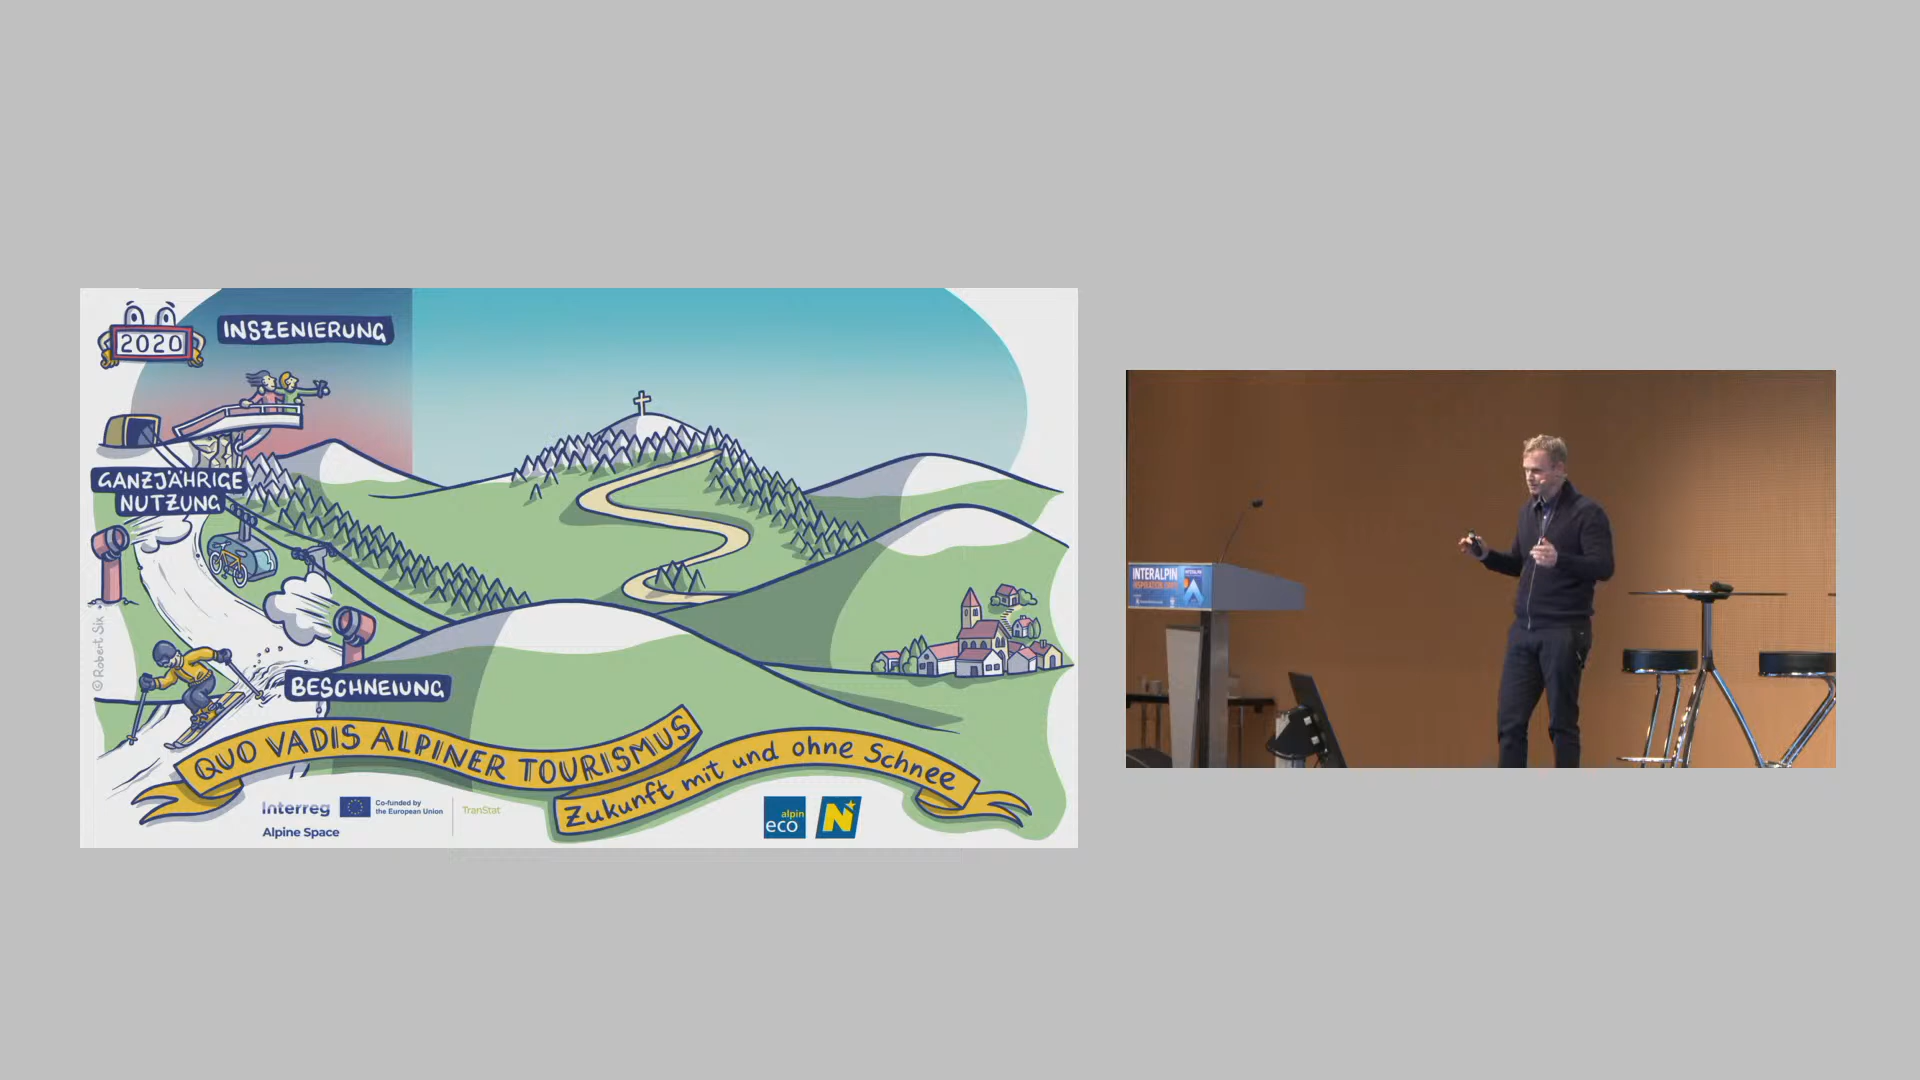 2020
INSZENIERUNG
GANZJÄHRIGE
NUTZUNG
BESCHNEIUNG
©Robert Six
QUO VADIS ALPINER TOURISMUS
Zukunft mit und ohne Schnee
Interreg
Co-funded by
the European Union
TranStat
Alpine Space
alpin
eco
N
INTERALPIN